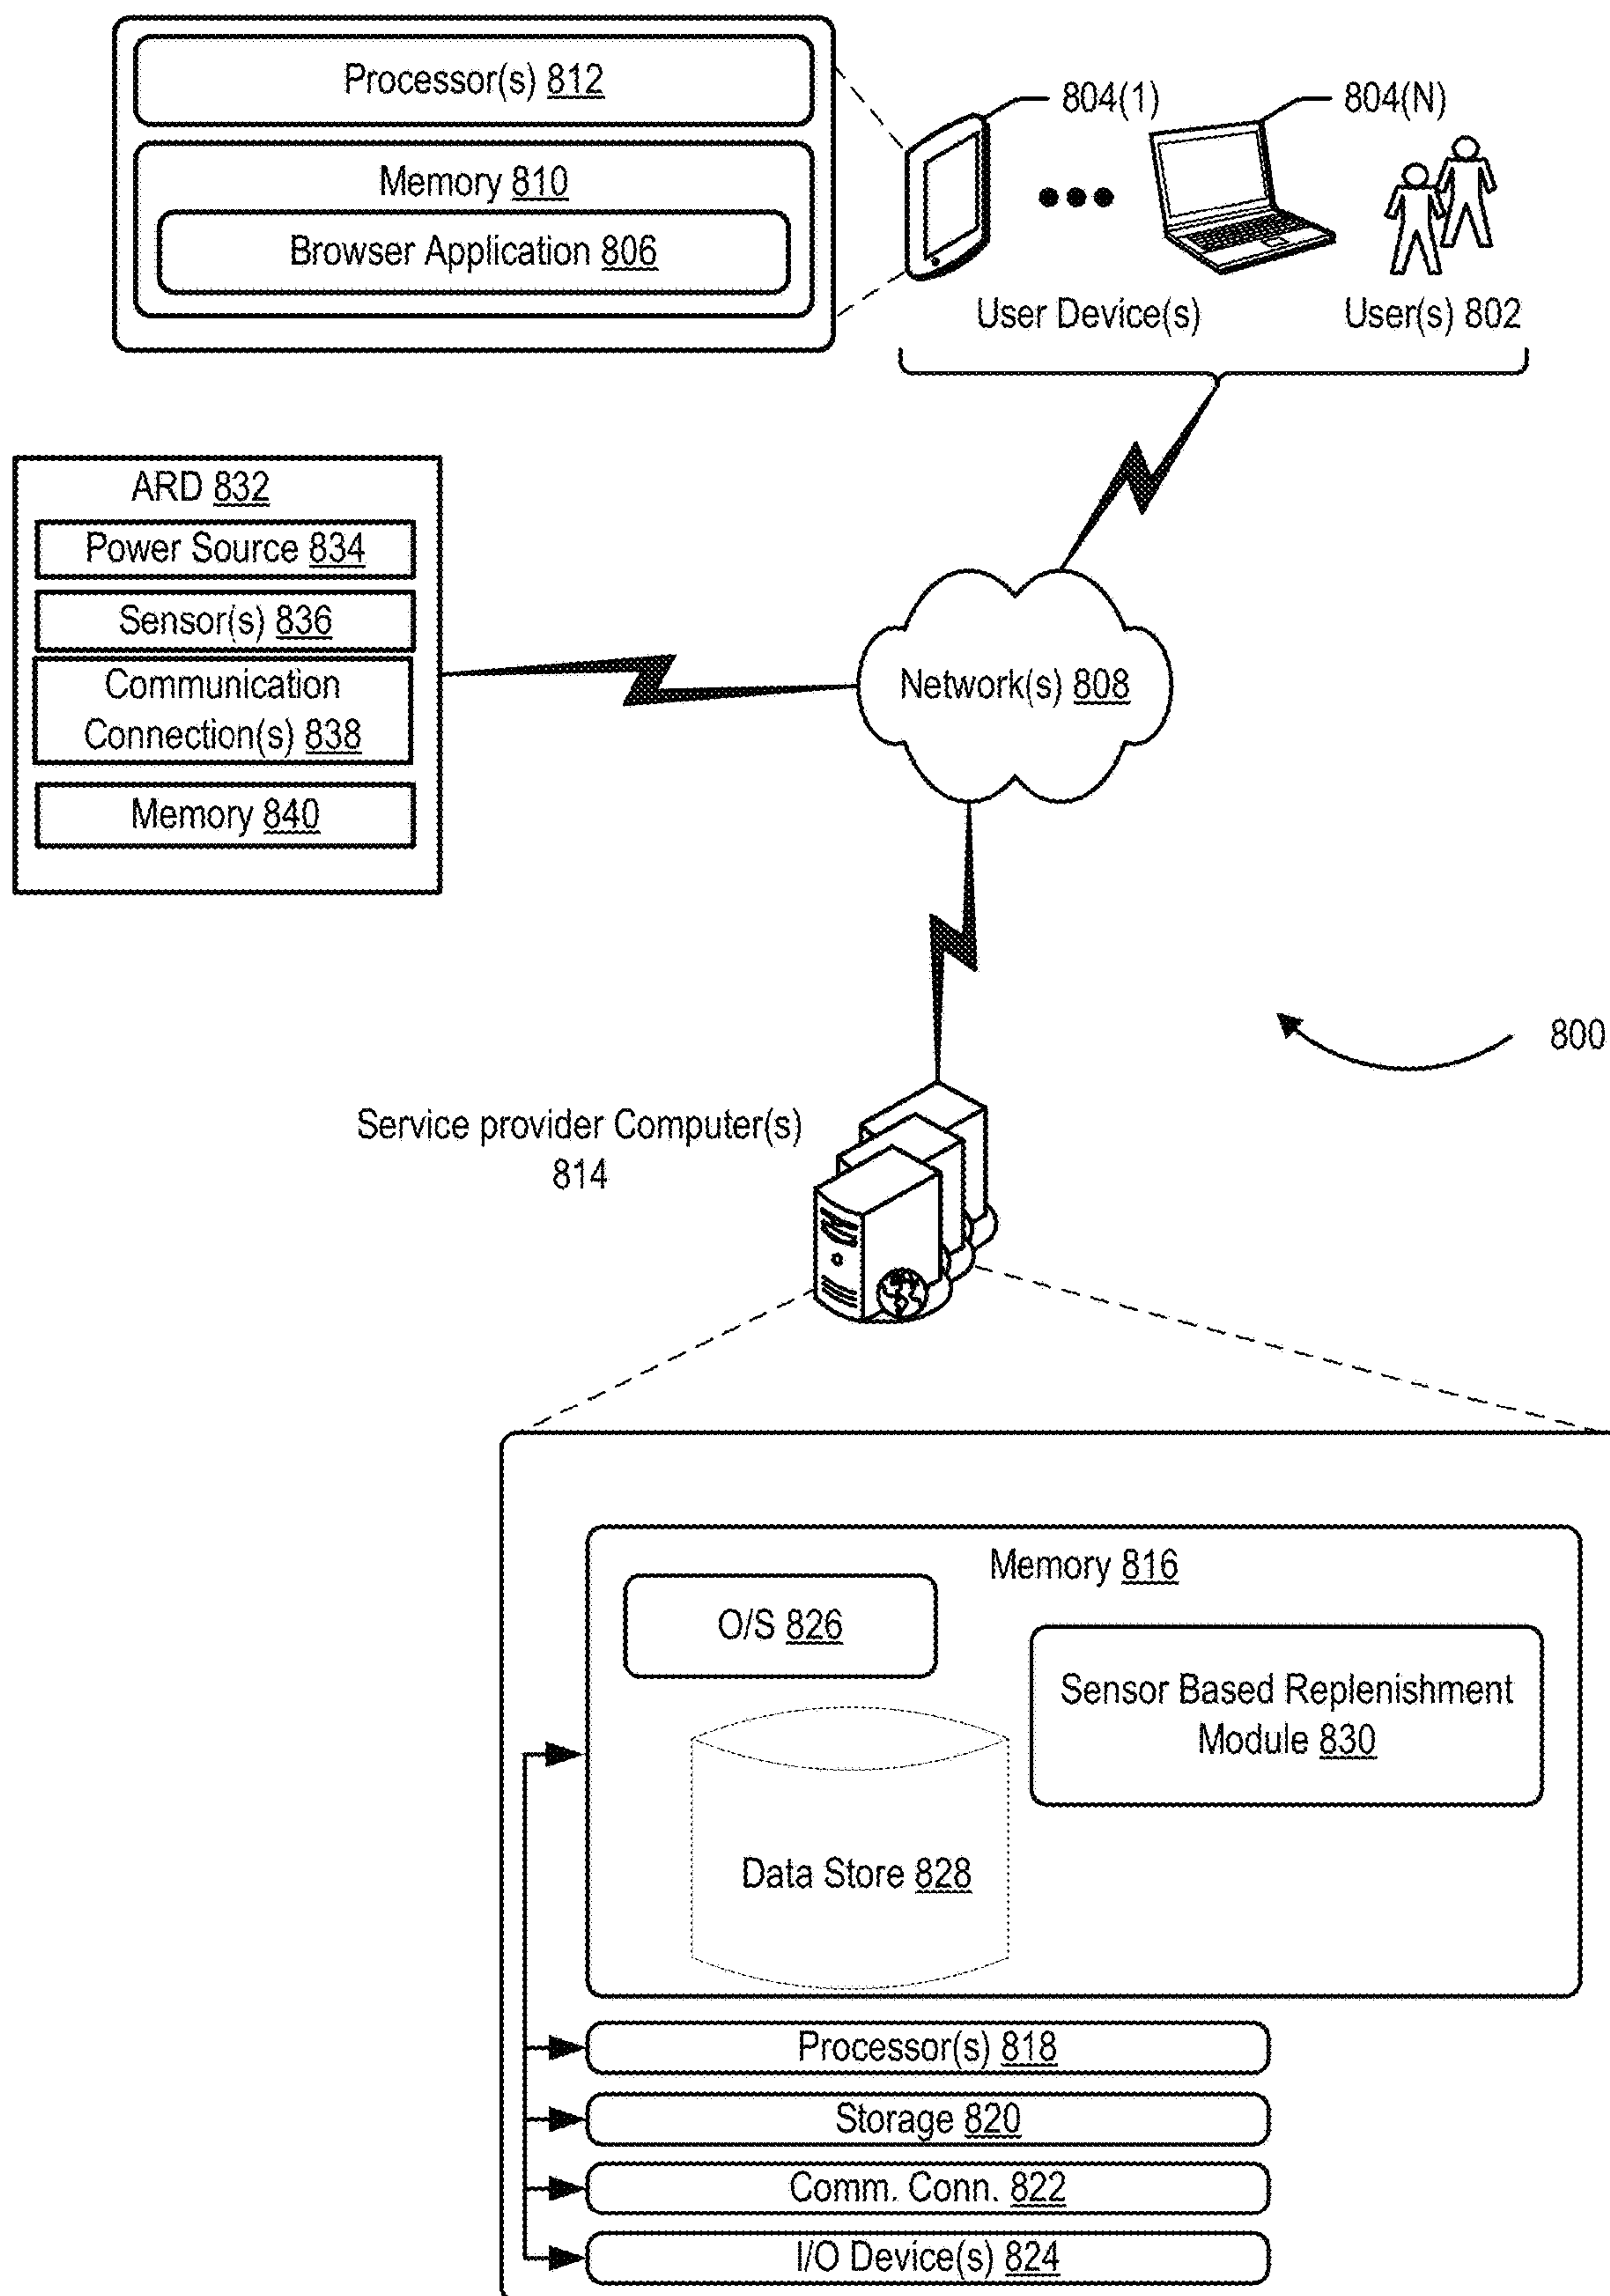 Processor(s) 812
Memory 810
Browser Application 806
804(1)
804(N)
User Device(s)
User(s) 802
ARD 832
Power Source 834
Sensor(s) 836
Communication
Connection(s) 838
Memory 840
Network(s) 808
800
Service provider Computer(s)
814
Memory 816
O/S 826
Sensor Based Replenishment
Module 830
Data Store 828
Processor(s) 818
Storage 820
Comm. Conn. 822
I/O Device(s) 824